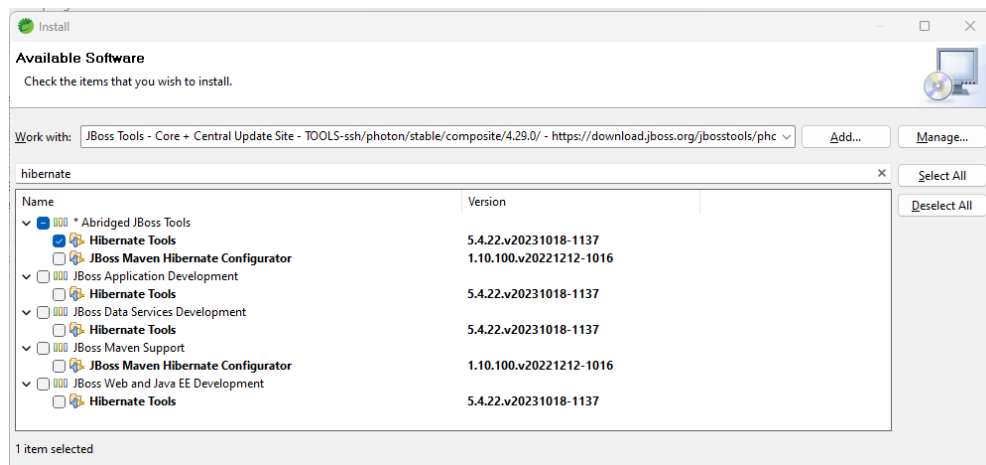 Install
Available Software
Check the items that you wish to install.
Work with: JBoss Tools - Core + Central Update Site - TOOLS-ssh/photon/stable/composite/4.29.0/ - https://download.jboss.org/jbosstools/phc Add... Manage...
hibernate Select All
Deselect All
Name Version
* Abridged JBoss Tools
Hibernate Tools 5.4.22.v20231018-1137
JBoss Maven Hibernate Configurator 1.10.100.v20221212-1016
JBoss Application Development
Hibernate Tools 5.4.22.v20231018-1137
JBoss Data Services Development
Hibernate Tools 5.4.22.v20231018-1137
JBoss Maven Support
JBoss Maven Hibernate Configurator 1.10.100.v20221212-1016
JBoss Web and Java EE Development
Hibernate Tools 5.4.22.v20231018-1137
1 item selected